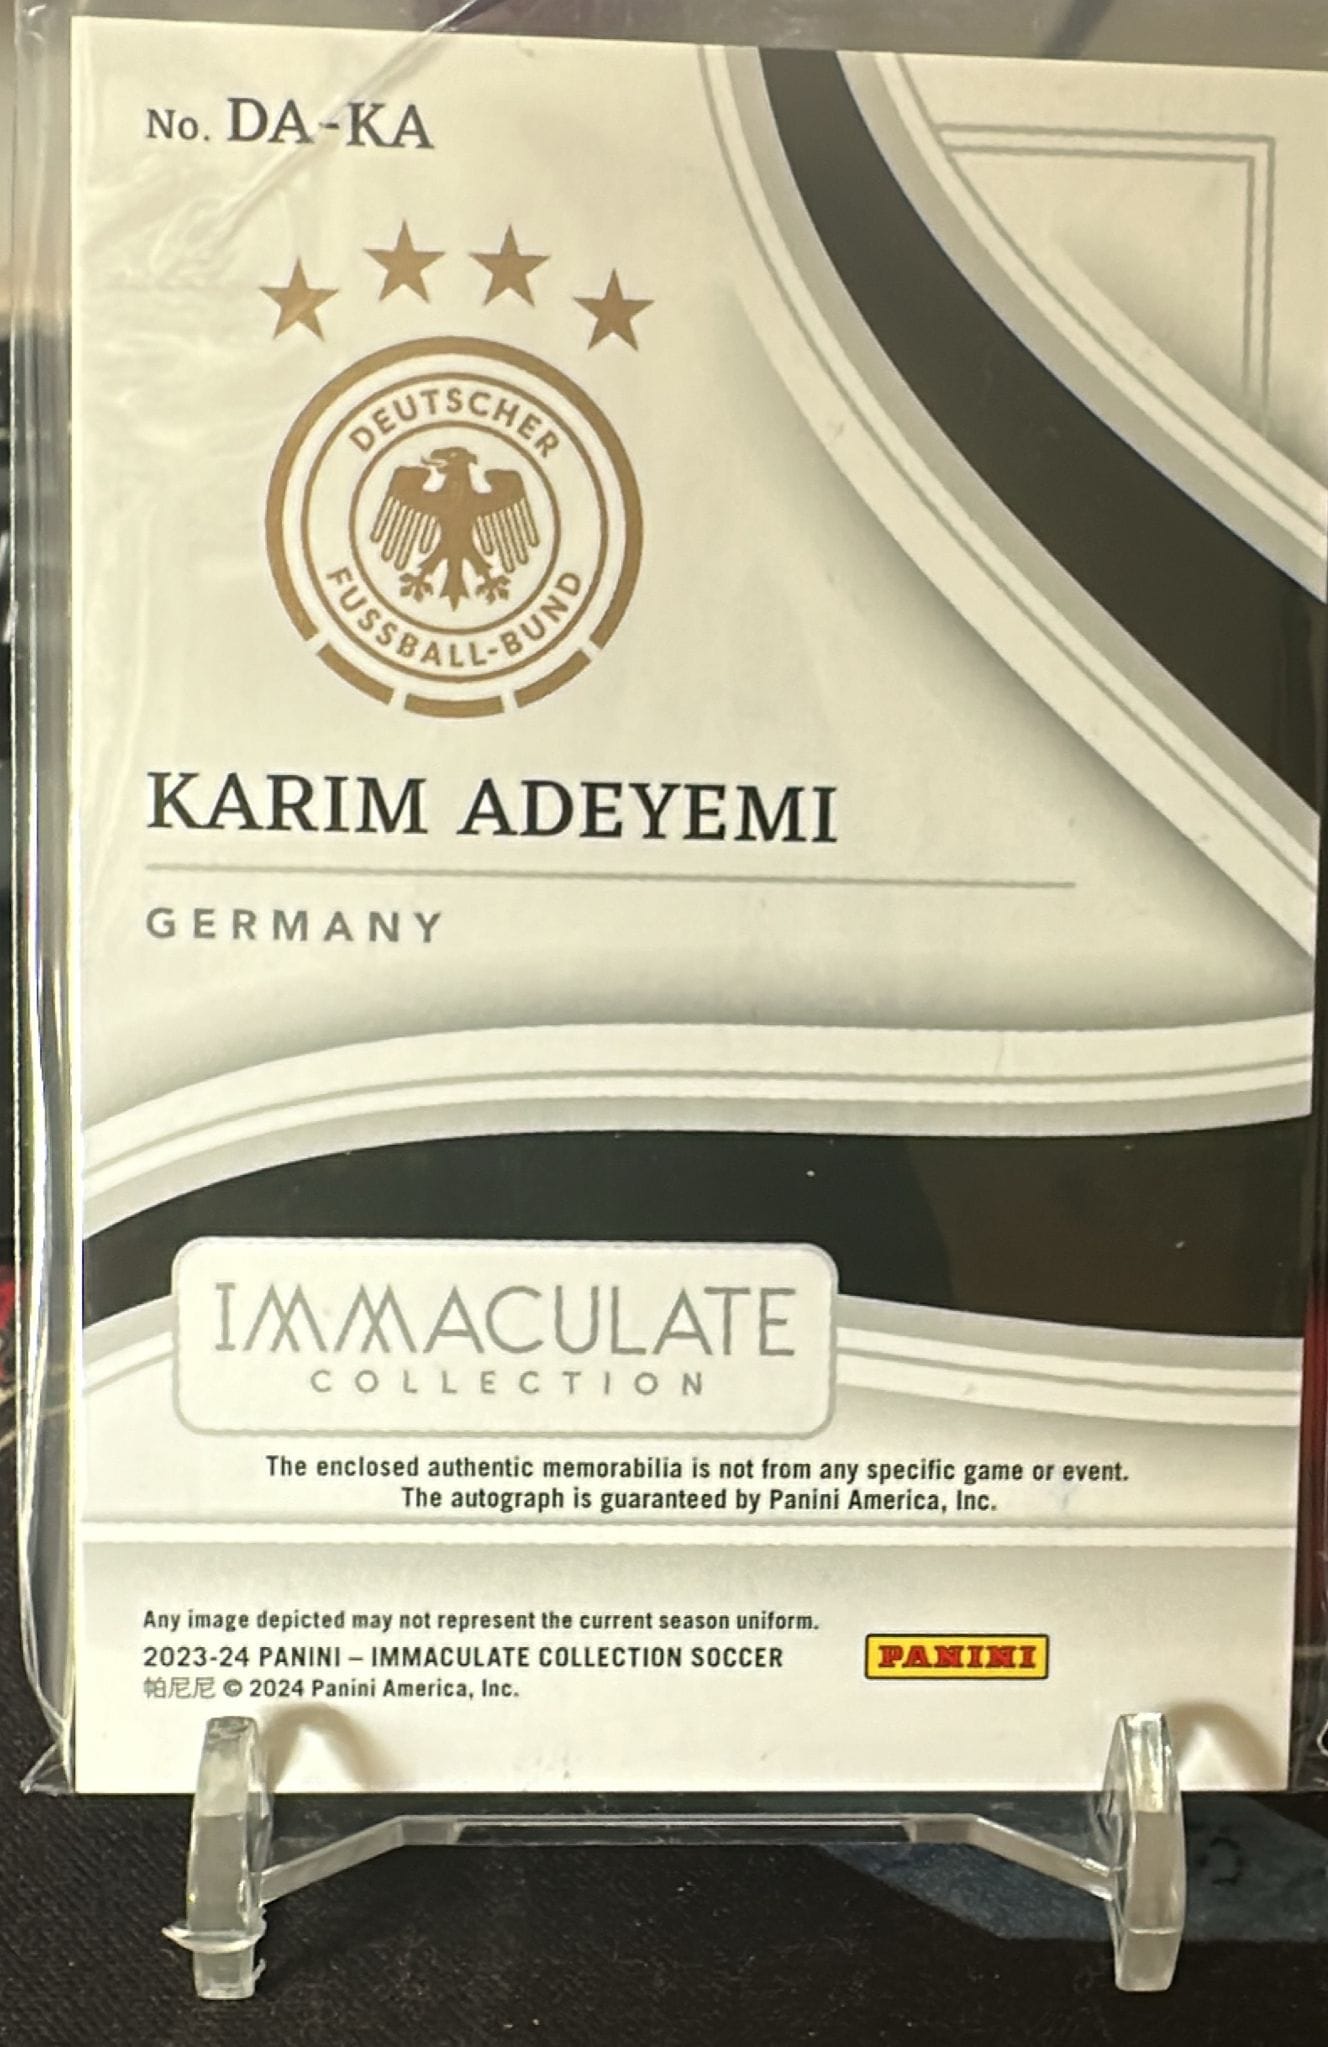 No. DA-KA
DEUTSCHER
FUSSBALL-BUND
KARIM ADEYEMI
GERMANY
IMMACULATE
COLLECTION
The enclosed authentic memorabilia is not from any specific game or event.
The autograph is guaranteed by Panini America, Inc.
Any image depicted may not represent the current season uniform.
2023-24 PANINI – IMMACULATE COLLECTION SOCCER
帕尼尼 © 2024 Panini America, Inc.
PANINI